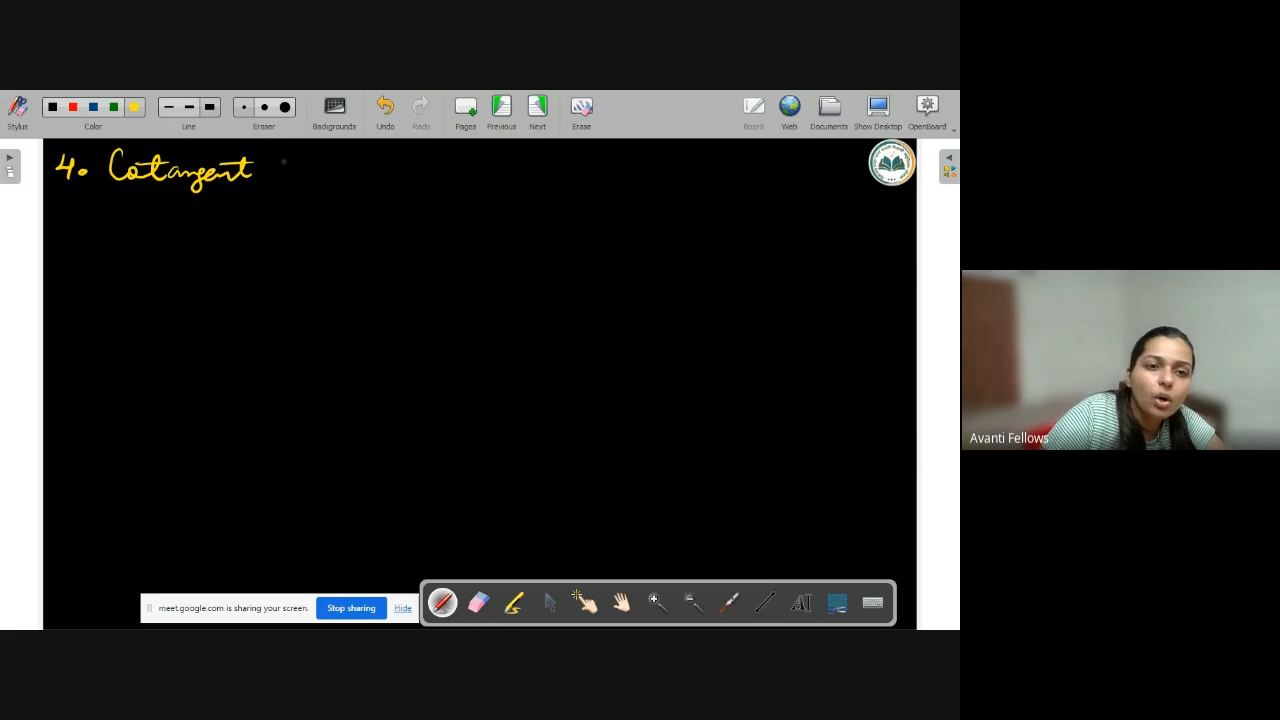 Stylus
Color
Line
Eraser
Backgrounds
Undo
Redo
Pages
Previous
Next
Erase
Board
Web
Documents
Show Desktop
OpenBoard
4. Cotangent
Avanti Fellows
meet.google.com is sharing your screen.
Stop sharing
Hide
AI